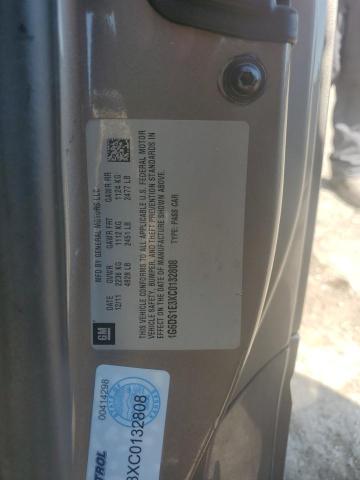 MFD BY GENERAL MOTORS LLC
12/11 GVWR GAWR FRT GAWR RR
2236 KG 1112 KG 1124 KG
4928 LB 2451 LB 2477 LB
GM
THIS VEHICLE CONFORMS TO ALL APPLICABLE U.S. FEDERAL MOTOR
VEHICLE SAFETY, BUMPER, AND THEFT PREVENTION STANDARDS IN
EFFECT ON THE DATE OF MANUFACTURE SHOWN ABOVE.
1G6DS1E3XC0132808 TYPE: PASS CAR
00414298
TROL
3XC0132808